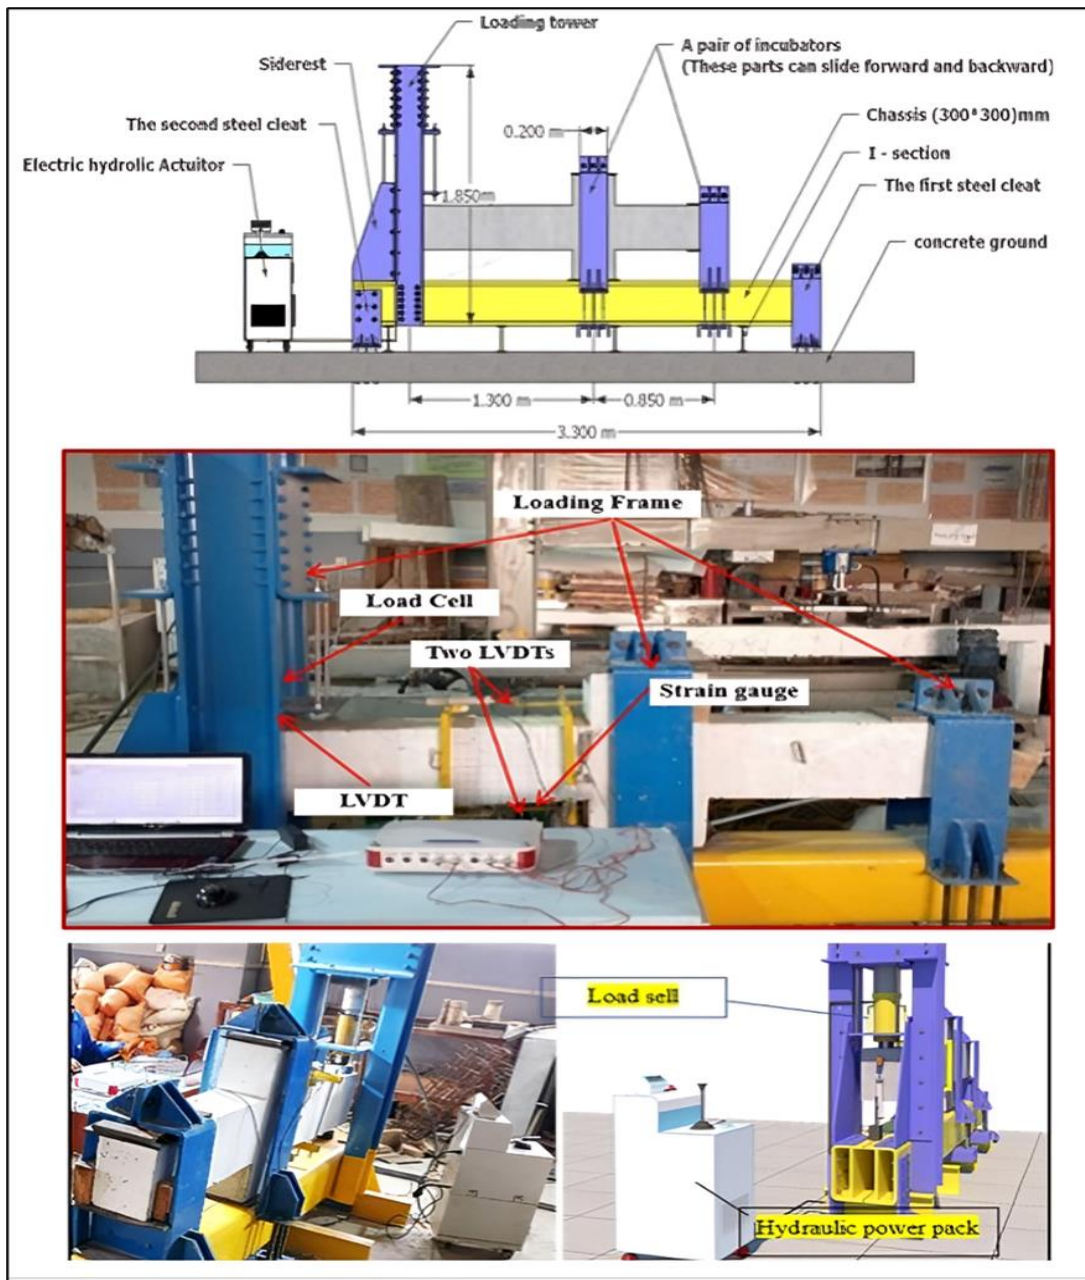 Loading tower
A pair of incubators
(These parts can slide forward and backward)
Siderest
Chassis (300*300)mm
The second steel cleat
0.200 m
I - section
Electric hydrolic Actuitor
The first steel cleat
1.850m
concrete ground
1.300 m
0.850 m
3.300 m
Loading Frame
Load Cell
Two LVDTs
Strain gauge
LVDT
Load sell
Hydraulic power pack